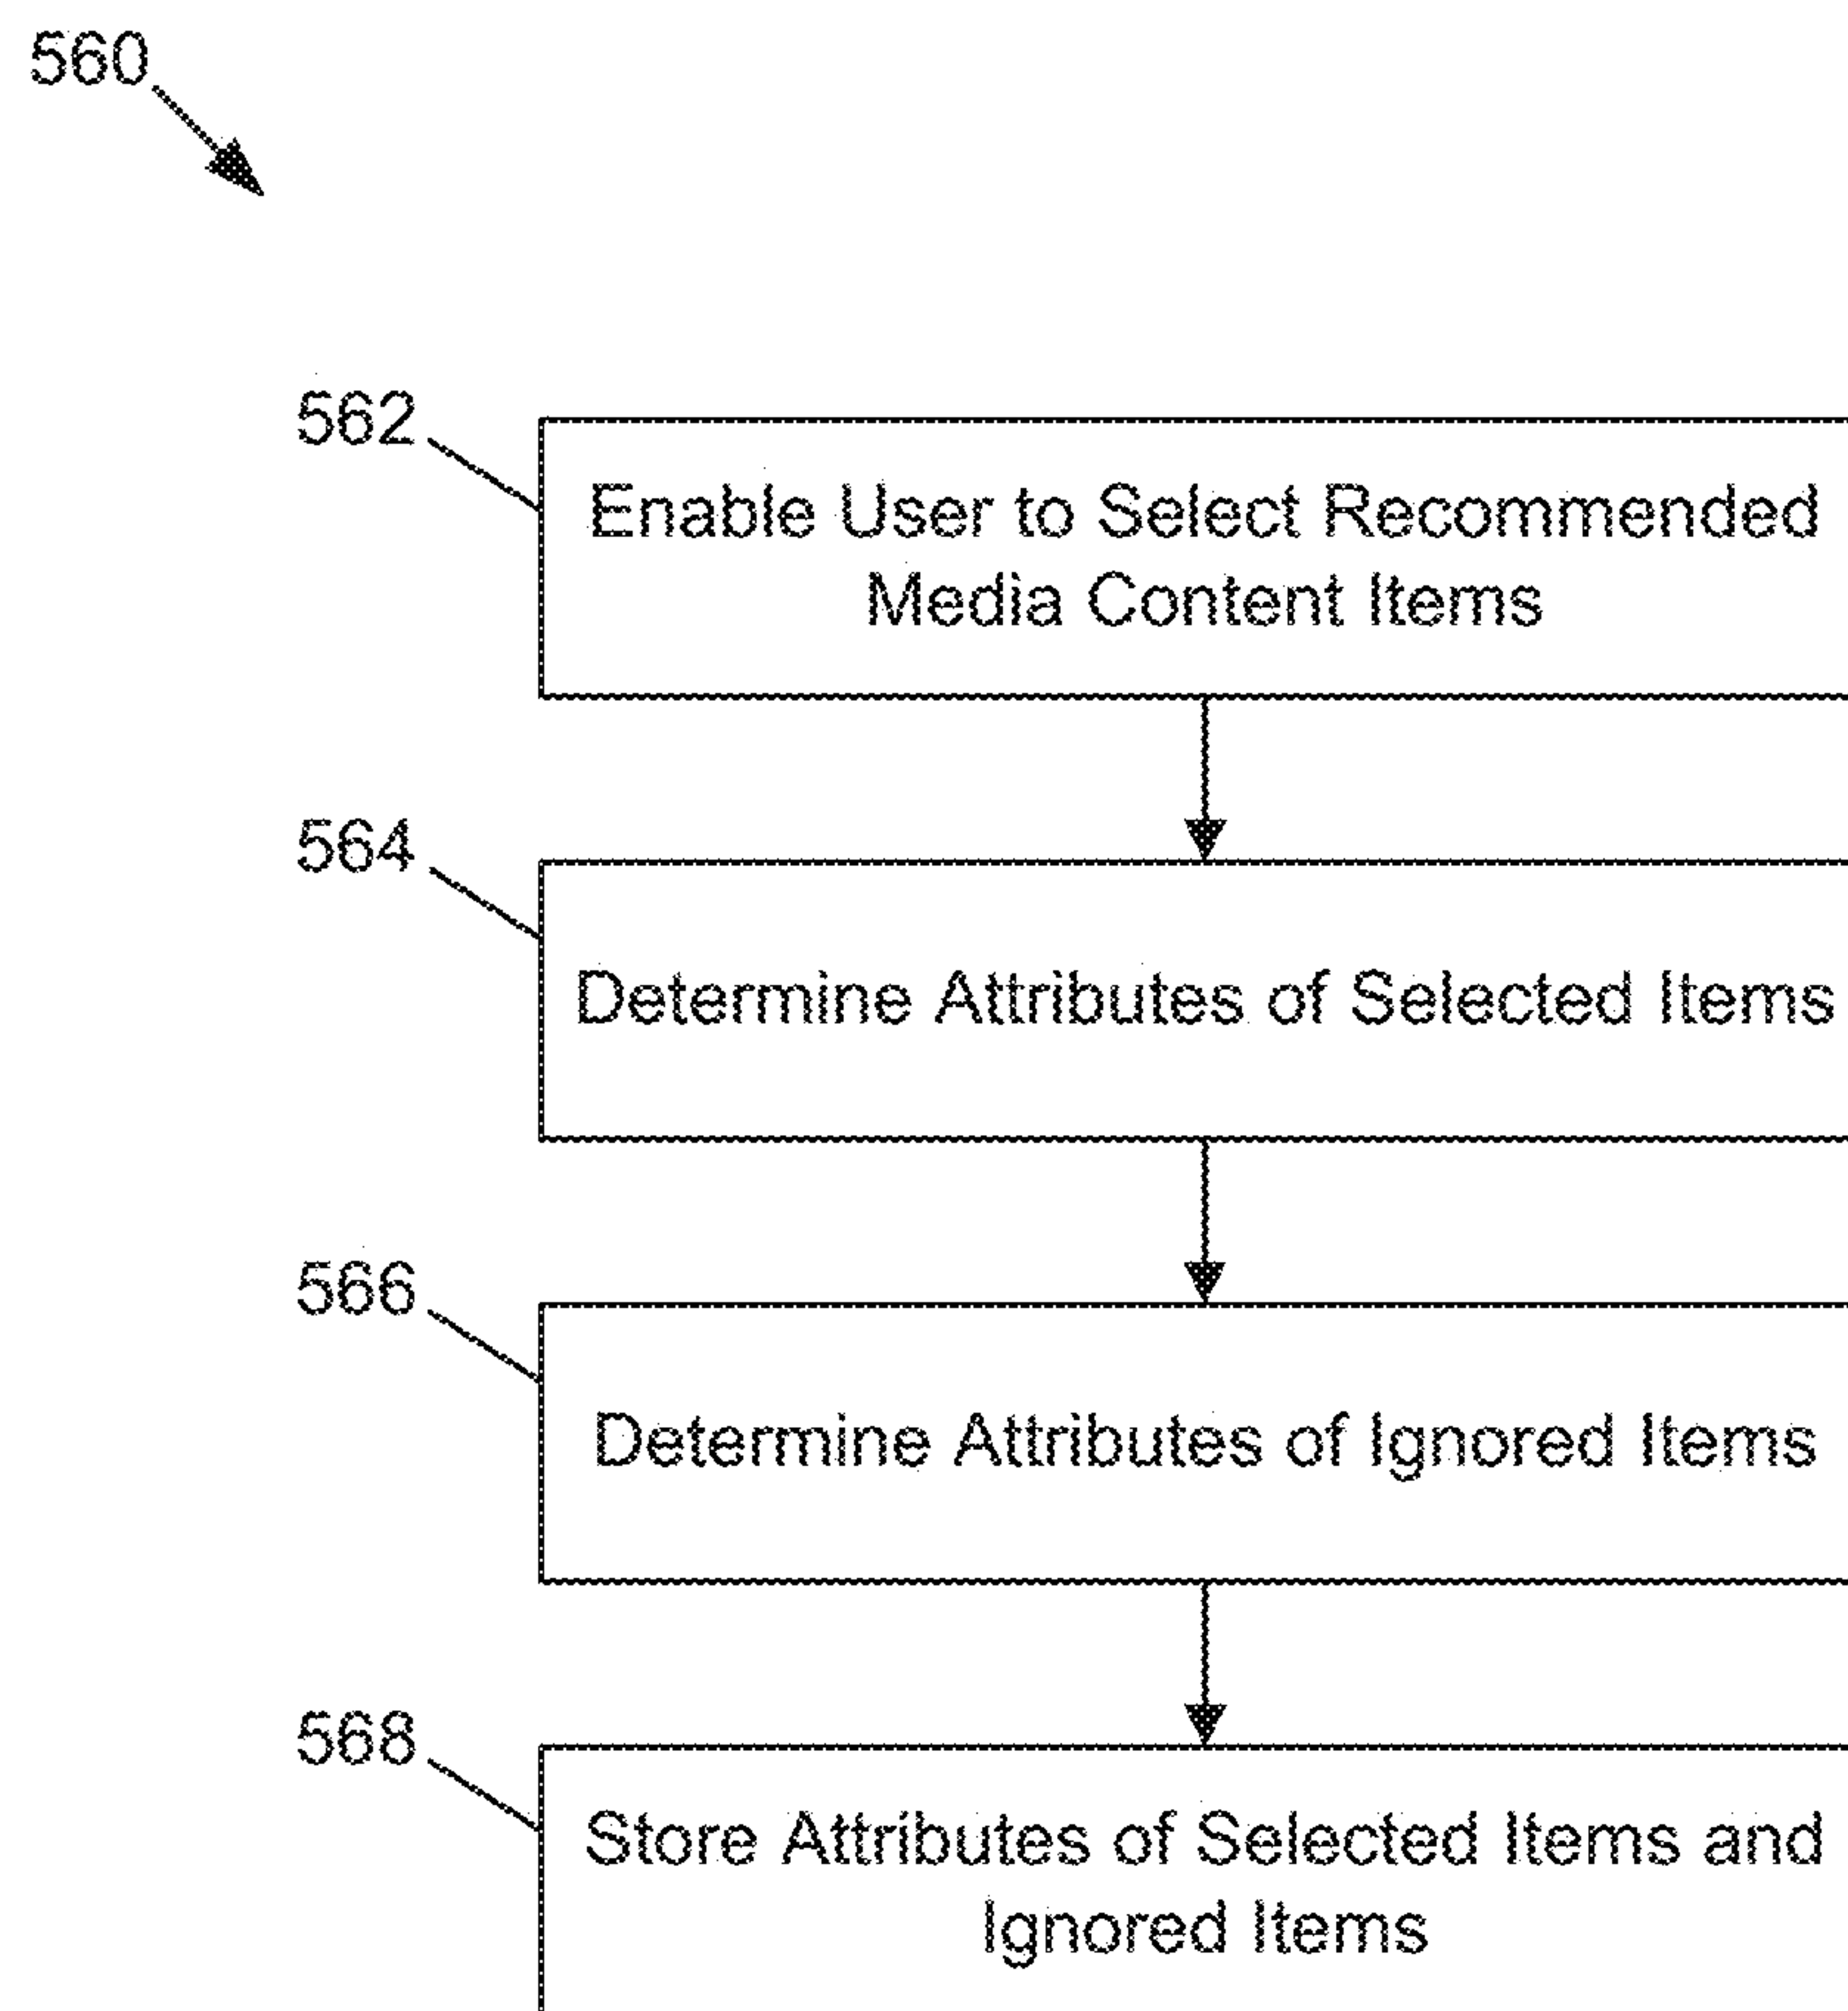 560
562
Enable User to Select Recommended
Media Content Items
564
Determine Attributes of Selected Items
566
Determine Attributes of Ignored Items
568
Store Attributes of Selected Items and
Ignored Items